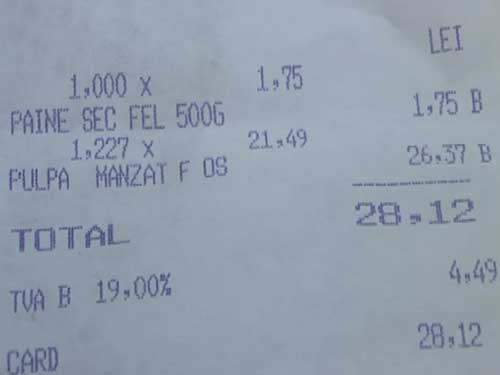 LEI
1,000 X 1,75
PAINE SEC FEL 500G 1,75 B
1,227 X 21,49
PULPA MANZAT F OS 26,37 B
TOTAL 28,12
TVA B 19,00% 4,49
CARD 28,12